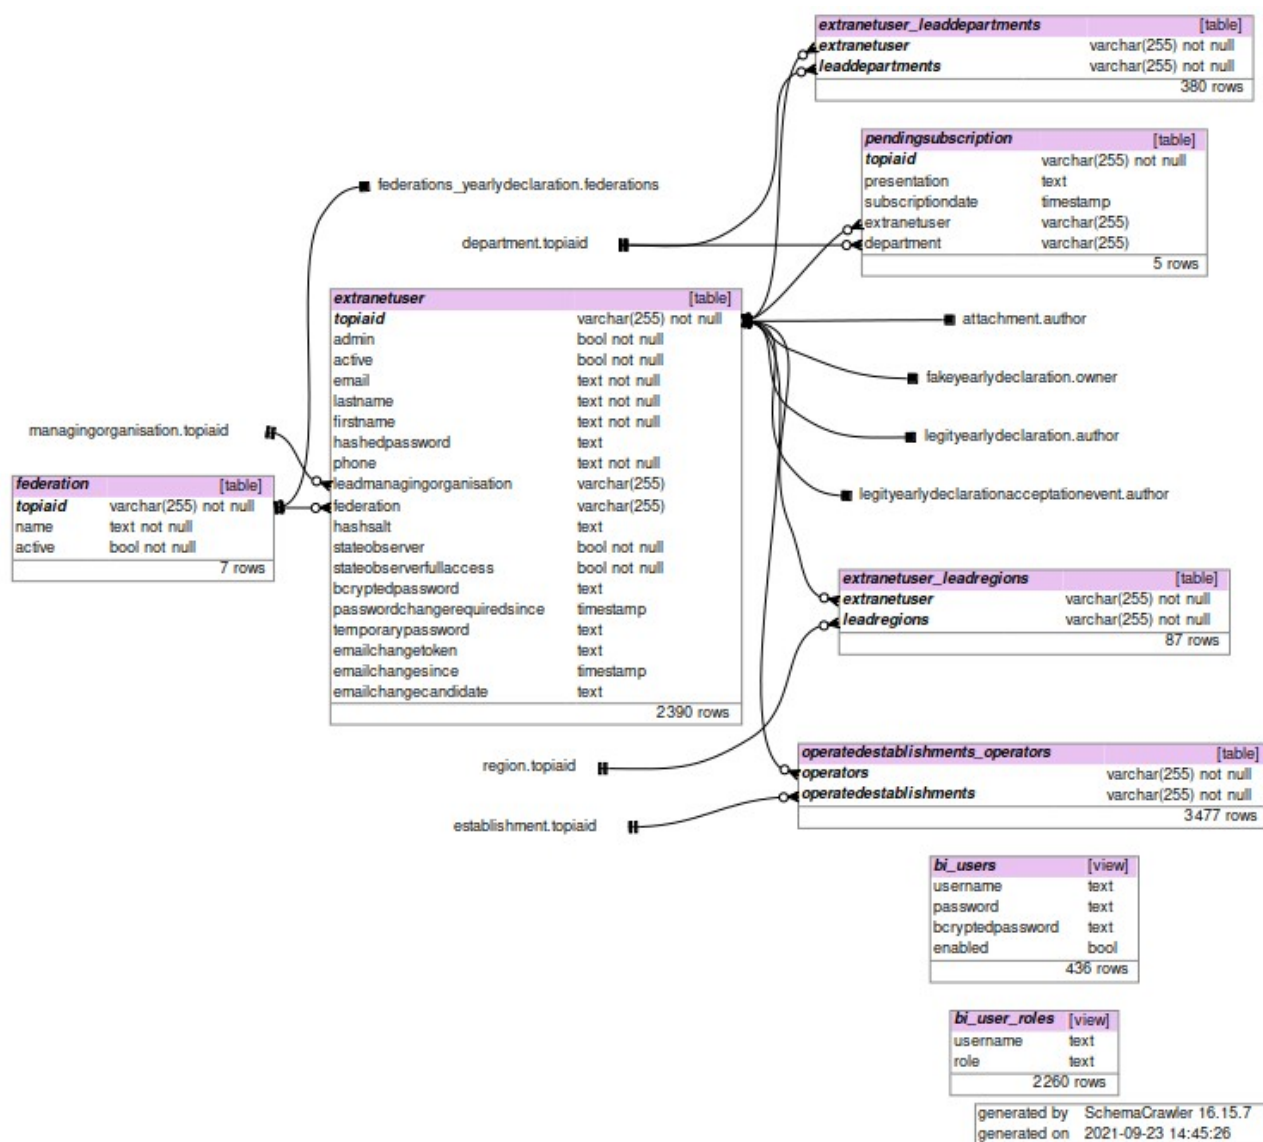 extranetuser_leaddepartments [table]
extranetuser varchar(255) not null
leaddepartments varchar(255) not null
380 rows
pendingsubscription [table]
topiaid varchar(255) not null
presentation text
subscriptiondate timestamp
extranetuser varchar(255)
department varchar(255)
5 rows
federations_yearlydeclaration.federations
department.topiaid
extranetuser [table]
topiaid varchar(255) not null
admin bool not null
active bool not null
email text not null
lastname text not null
firstname text not null
hashedpassword text
phone text not null
leadmanagingorganisation varchar(255)
federation varchar(255)
hashsalt text
stateobserver bool not null
stateobserverfullaccess bool not null
bcryptedpassword text
passwordchangerequiredsince timestamp
temporarypassword text
emailchangetoken text
emailchangesince timestamp
emailchangecandidate text
2390 rows
attachment.author
fakeyearlydeclaration.owner
legityearlydeclaration.author
legityearlydeclarationacceptationevent.author
managingorganisation.topiaid
federation [table]
topiaid varchar(255) not null
name text not null
active bool not null
7 rows
extranetuser_leadregions [table]
extranetuser varchar(255) not null
leadregions varchar(255) not null
87 rows
region.topiaid
establishment.topiaid
operatedestablishments_operators [table]
operators varchar(255) not null
operatedestablishments varchar(255) not null
3477 rows
bi_users [view]
username text
password text
bcryptedpassword text
enabled bool
436 rows
bi_user_roles [view]
username text
role text
2260 rows
generated by SchemaCrawler 16.15.7
generated on 2021-09-23 14:45:26